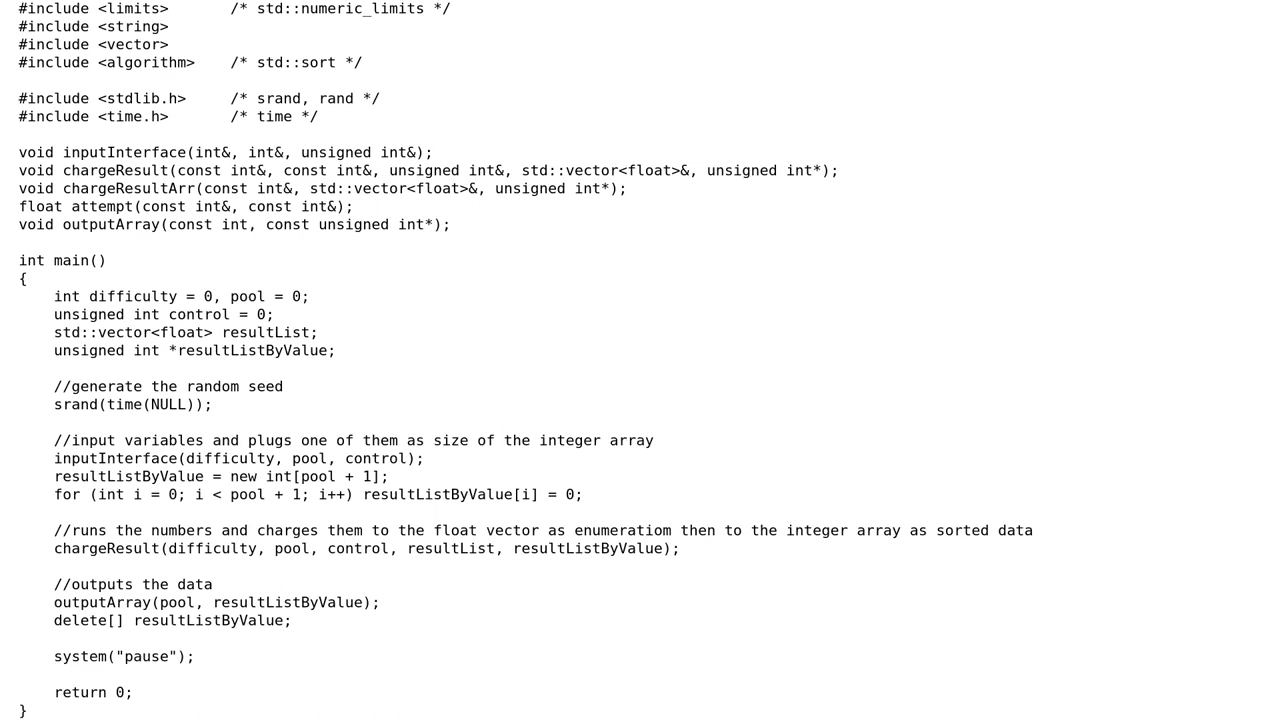 #include <limits>       /* std::numeric_limits */
#include <string>
#include <vector>
#include <algorithm>    /* std::sort */

#include <stdlib.h>     /* srand, rand */
#include <time.h>       /* time */

void inputInterface(int&, int&, unsigned int&);
void chargeResult(const int&, const int&, unsigned int&, std::vector<float>&, unsigned int*);
void chargeResultArr(const int&, std::vector<float>&, unsigned int*);
float attempt(const int&, const int&);
void outputArray(const int, const unsigned int*);

int main()
{
    int difficulty = 0, pool = 0;
    unsigned int control = 0;
    std::vector<float> resultList;
    unsigned int *resultListByValue;

    //generate the random seed
    srand(time(NULL));

    //input variables and plugs one of them as size of the integer array
    inputInterface(difficulty, pool, control);
    resultListByValue = new int[pool + 1];
    for (int i = 0; i < pool + 1; i++) resultListByValue[i] = 0;

    //runs the numbers and charges them to the float vector as enumeratiom then to the integer array as sorted data
    chargeResult(difficulty, pool, control, resultList, resultListByValue);

    //outputs the data
    outputArray(pool, resultListByValue);
    delete[] resultListByValue;

    system("pause");

    return 0;
}